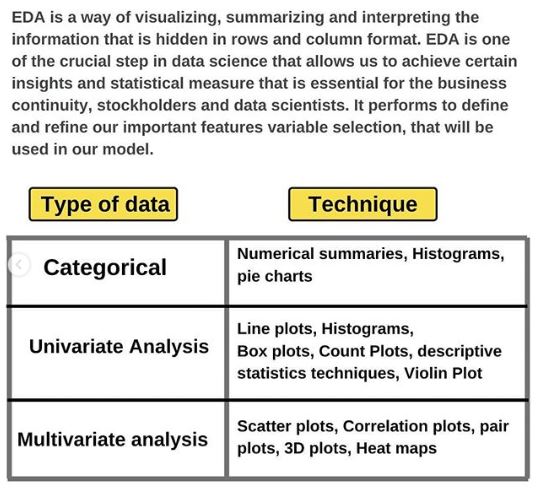 EDA is a way of visualizing, summarizing and interpreting the
information that is hidden in rows and column format. EDA is one
of the crucial step in data science that allows us to achieve certain
insights and statistical measure that is essential for the business
continuity, stockholders and data scientists. It performs to define
and refine our important features variable selection, that will be
used in our model.
Type of data
Technique
Categorical
Numerical summaries, Histograms,
pie charts
Univariate Analysis
Line plots, Histograms,
Box plots, Count Plots, descriptive
statistics techniques, Violin Plot
Multivariate analysis
Scatter plots, Correlation plots, pair
plots, 3D plots, Heat maps